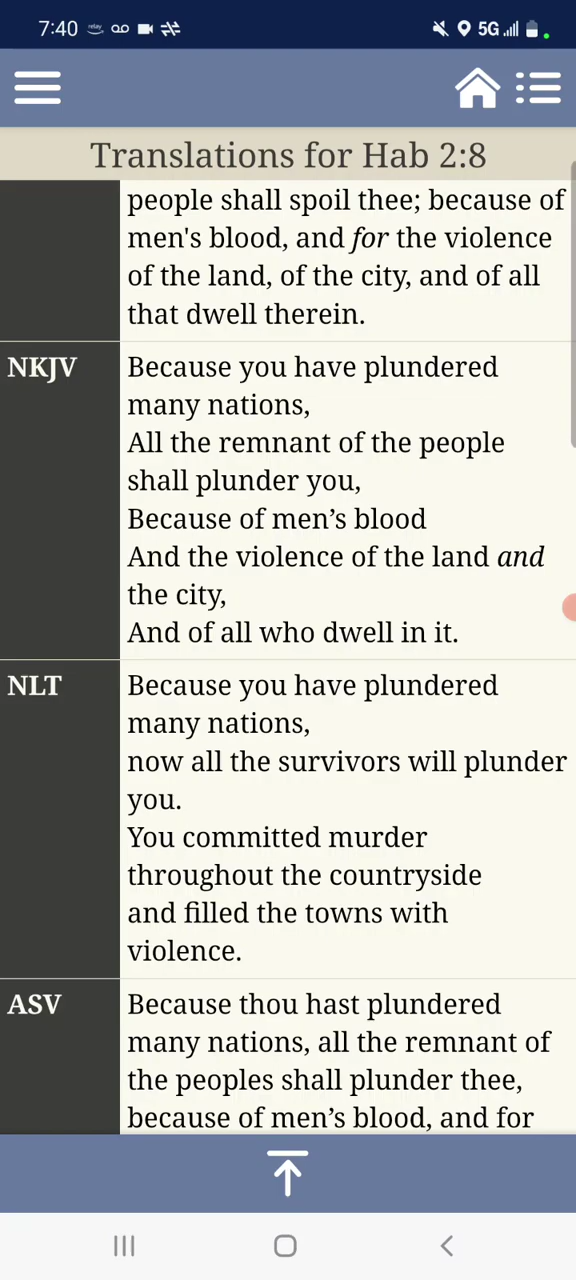 7:40 relay 5G
Translations for Hab 2:8
people shall spoil thee; because of
men's blood, and for the violence
of the land, of the city, and of all
that dwell therein.
NKJV
Because you have plundered
many nations,
All the remnant of the people
shall plunder you,
Because of men’s blood
And the violence of the land and
the city,
And of all who dwell in it.
NLT
Because you have plundered
many nations,
now all the survivors will plunder
you.
You committed murder
throughout the countryside
and filled the towns with
violence.
ASV
Because thou hast plundered
many nations, all the remnant of
the peoples shall plunder thee,
because of men’s blood, and for